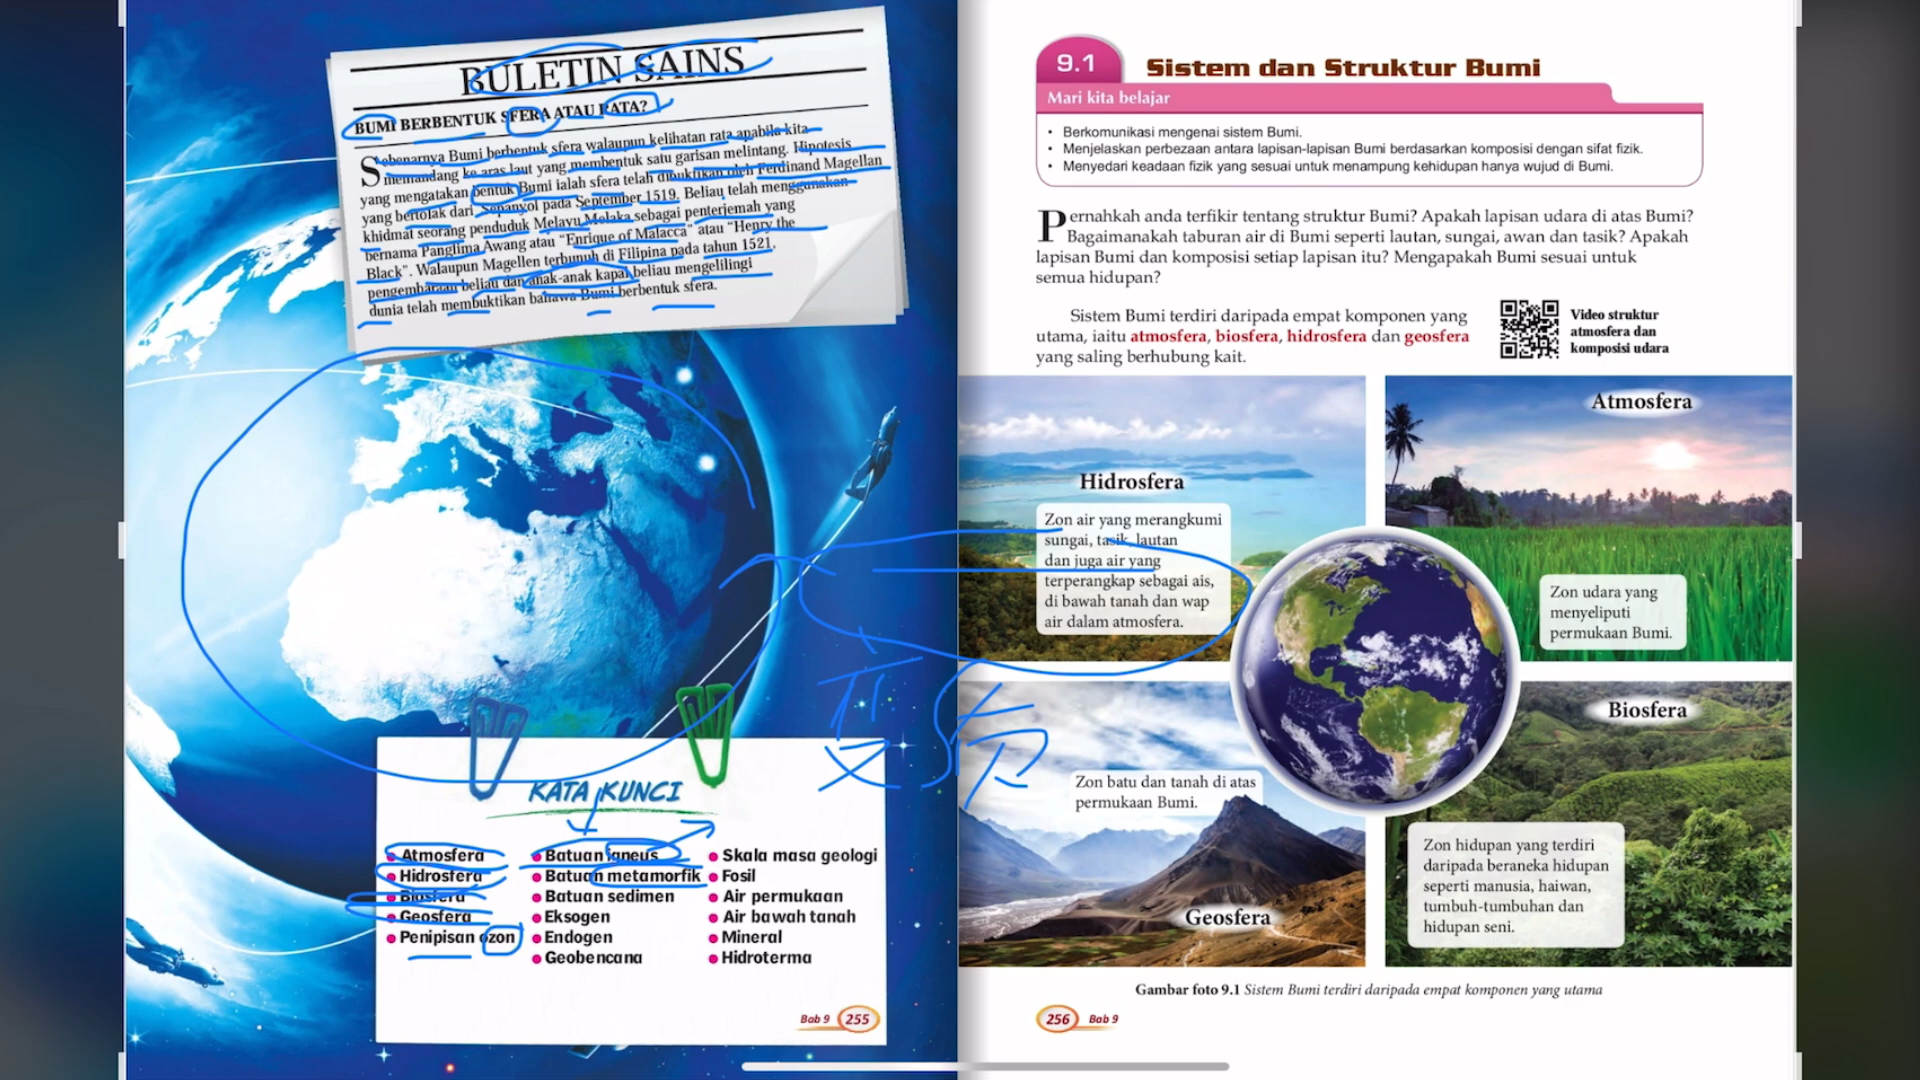 BULETIN SAINS
BUMI BERBENTUK SFERA ATAU RATA?
Sebenarnya Bumi berbentuk sfera walaupun kelihatan rata apabila kita
memandang ke aras laut yang membentuk satu garisan melintang. Hipotesis
yang mengatakan bentuk Bumi ialah sfera telah dibuktikan oleh Ferdinand Magellan
yang bertolak dari Sepanyol pada September 1519. Beliau telah menggunakan
khidmat seorang penduduk Melayu Melaka sebagai penterjemah yang
bernama Panglima Awang atau "Enrique of Malacca" atau "Henry the
Black". Walaupun Magellen terbunuh di Filipina pada tahun 1521,
pengembaraan beliau dan anak-anak kapal beliau mengelilingi
dunia telah membuktikan bahawa Bumi berbentuk sfera.
KATA KUNCI
Atmosfera
Hidrosfera
Biosfera
Geosfera
Penipisan ozon
Batuan igneus
Batuan metamorfik
Batuan sedimen
Eksogen
Endogen
Geobencana
Skala masa geologi
Fosil
Air permukaan
Air bawah tanah
Mineral
Hidroterma
Bab 9 255
变质
9.1 Sistem dan Struktur Bumi
Mari kita belajar
• Berkomunikasi mengenai sistem Bumi.
• Menjelaskan perbezaan antara lapisan-lapisan Bumi berdasarkan komposisi dengan sifat fizik.
• Menyedari keadaan fizik yang sesuai untuk menampung kehidupan hanya wujud di Bumi.
Pernahkah anda terfikir tentang struktur Bumi? Apakah lapisan udara di atas Bumi?
Bagaimanakah taburan air di Bumi seperti lautan, sungai, awan dan tasik? Apakah
lapisan Bumi dan komposisi setiap lapisan itu? Mengapakah Bumi sesuai untuk
semua hidupan?
Sistem Bumi terdiri daripada empat komponen yang
utama, iaitu atmosfera, biosfera, hidrosfera dan geosfera
yang saling berhubung kait.
Video struktur
atmosfera dan
komposisi udara
Hidrosfera
Zon air yang merangkumi
sungai, tasik, lautan
dan juga air yang
terperangkap sebagai ais,
di bawah tanah dan wap
air dalam atmosfera.
Atmosfera
Zon udara yang
menyeliputi
permukaan Bumi.
Zon batu dan tanah di atas
permukaan Bumi.
Geosfera
Biosfera
Zon hidupan yang terdiri
daripada beraneka hidupan
seperti manusia, haiwan,
tumbuh-tumbuhan dan
hidupan seni.
Gambar foto 9.1 Sistem Bumi terdiri daripada empat komponen yang utama
256 Bab 9